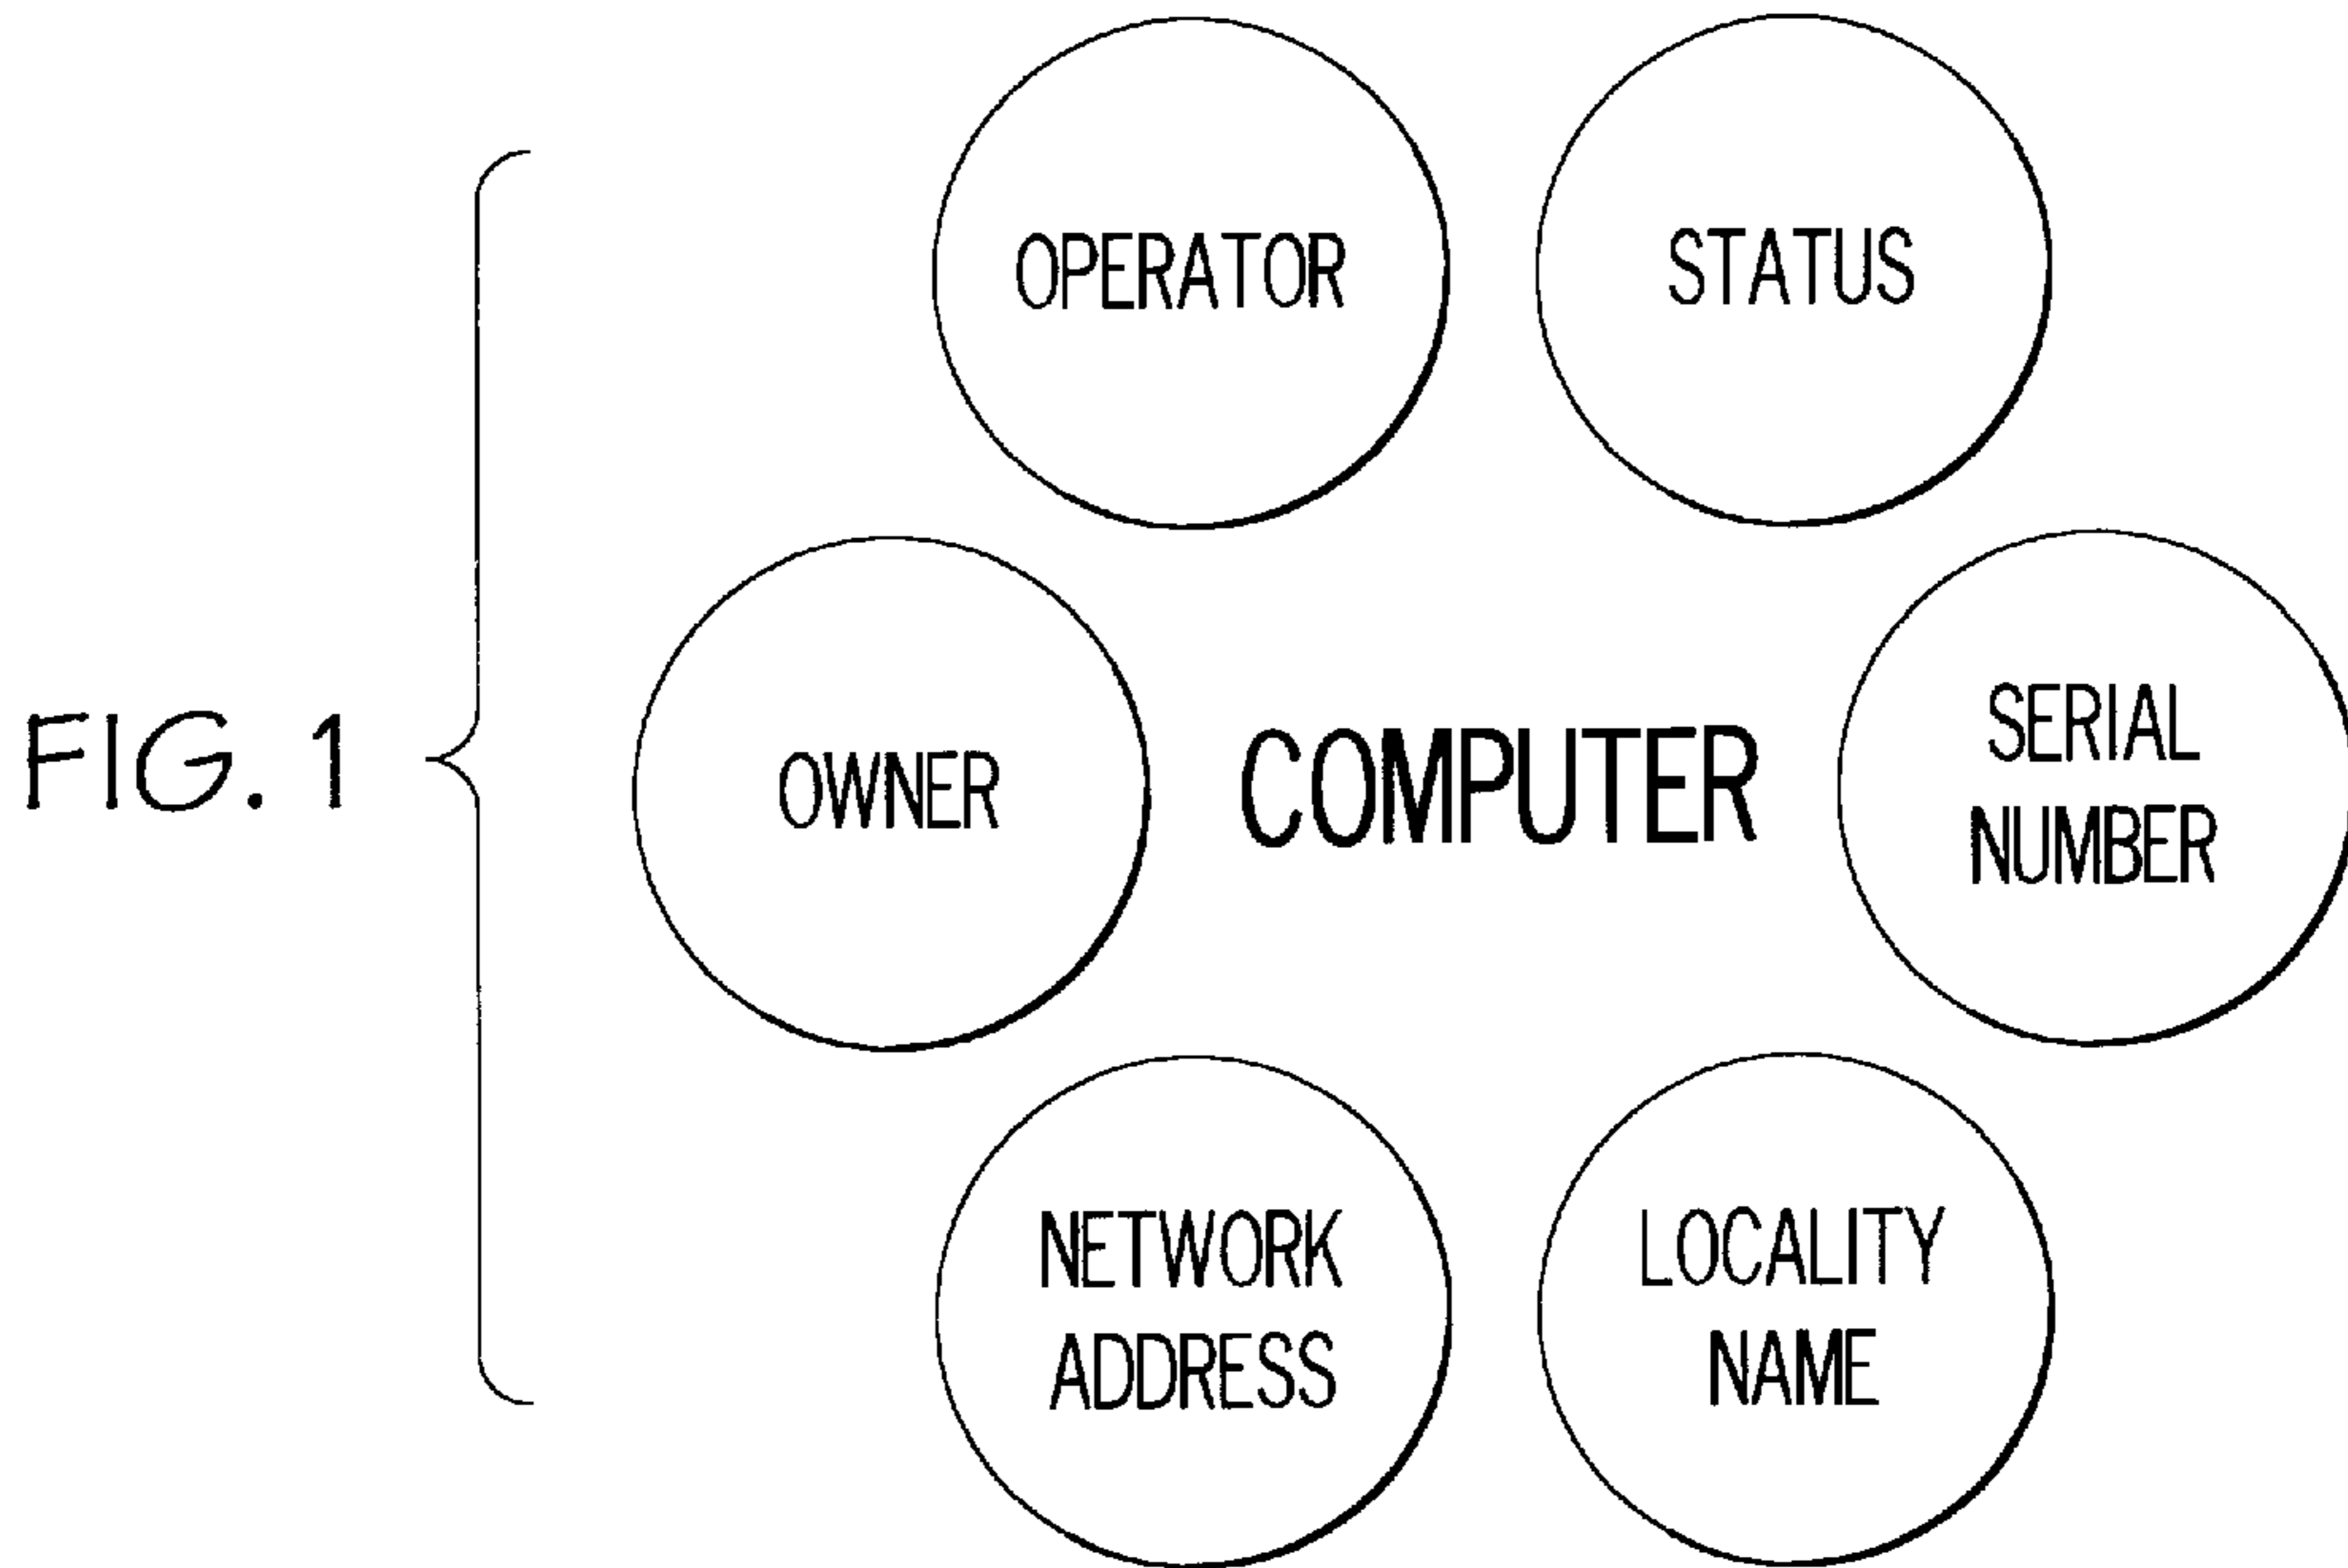 OPERATOR
STATUS
FIG. 1
OWNER
COMPUTER
SERIAL
NUMBER
NETWORK
ADDRESS
LOCALITY
NAME